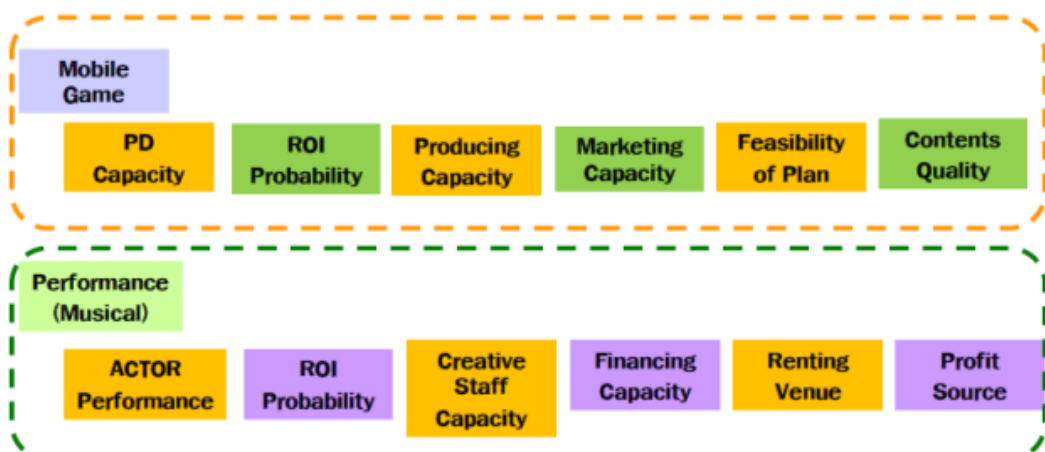 Mobile
Game
PD
Capacity
ROI
Probability
Producing
Capacity
Marketing
Capacity
Feasibility
of Plan
Contents
Quality
Performance
(Musical)
ACTOR
Performance
ROI
Probability
Creative
Staff
Capacity
Financing
Capacity
Renting
Venue
Profit
Source